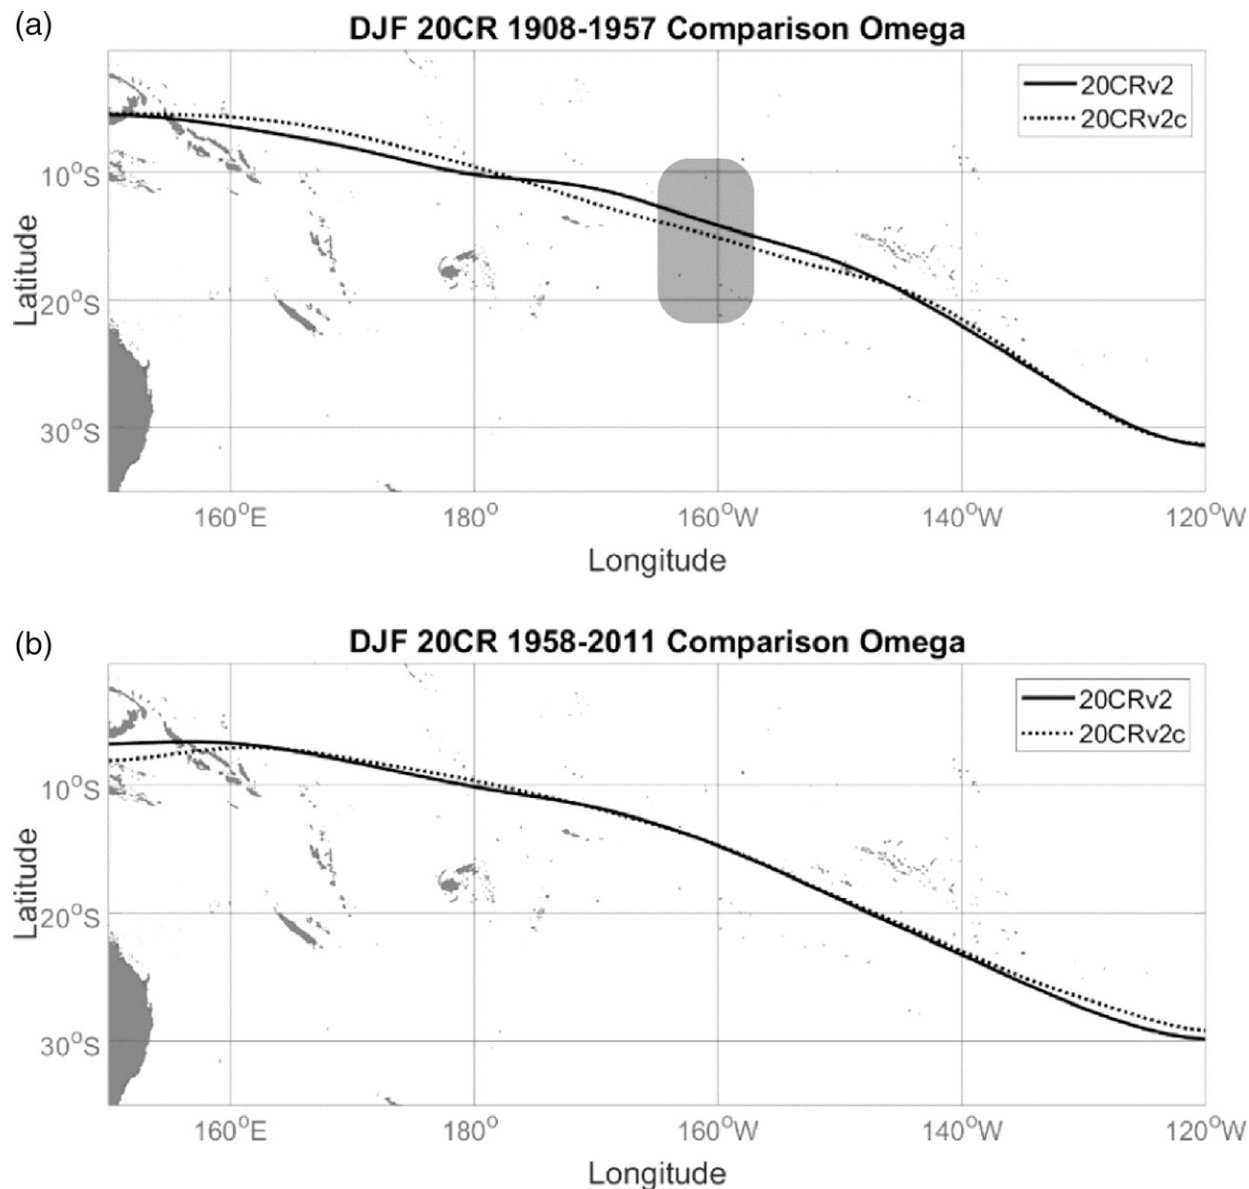 (a)
DJF 20CR 1908-1957 Comparison Omega
20CRv2
20CRv2c
10°S
20°S
30°S
Latitude
160°E 180° 160°W 140°W 120°W
Longitude
(b)
DJF 20CR 1958-2011 Comparison Omega
20CRv2
20CRv2c
10°S
20°S
30°S
Latitude
160°E 180° 160°W 140°W 120°W
Longitude